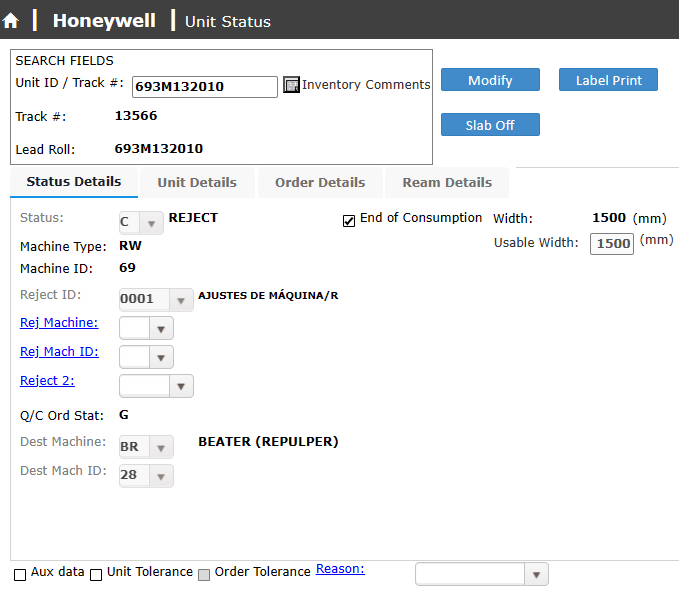 Honeywell Unit Status
SEARCH FIELDS
Unit ID / Track #: 693M132010 Inventory Comments
Modify Label Print
Track #: 13566
Slab Off
Lead Roll: 693M132010
Status Details Unit Details Order Details Ream Details
Status: C REJECT End of Consumption Width: 1500 (mm)
Machine Type: RW Usable Width: 1500 (mm)
Machine ID: 69
Reject ID: 0001 AJUSTES DE MÁQUINA/R
Rej Machine:
Rej Mach ID:
Reject 2:
Q/C Ord Stat: G
Dest Machine: BR BEATER (REPULPER)
Dest Mach ID: 28
Aux data Unit Tolerance Order Tolerance Reason: